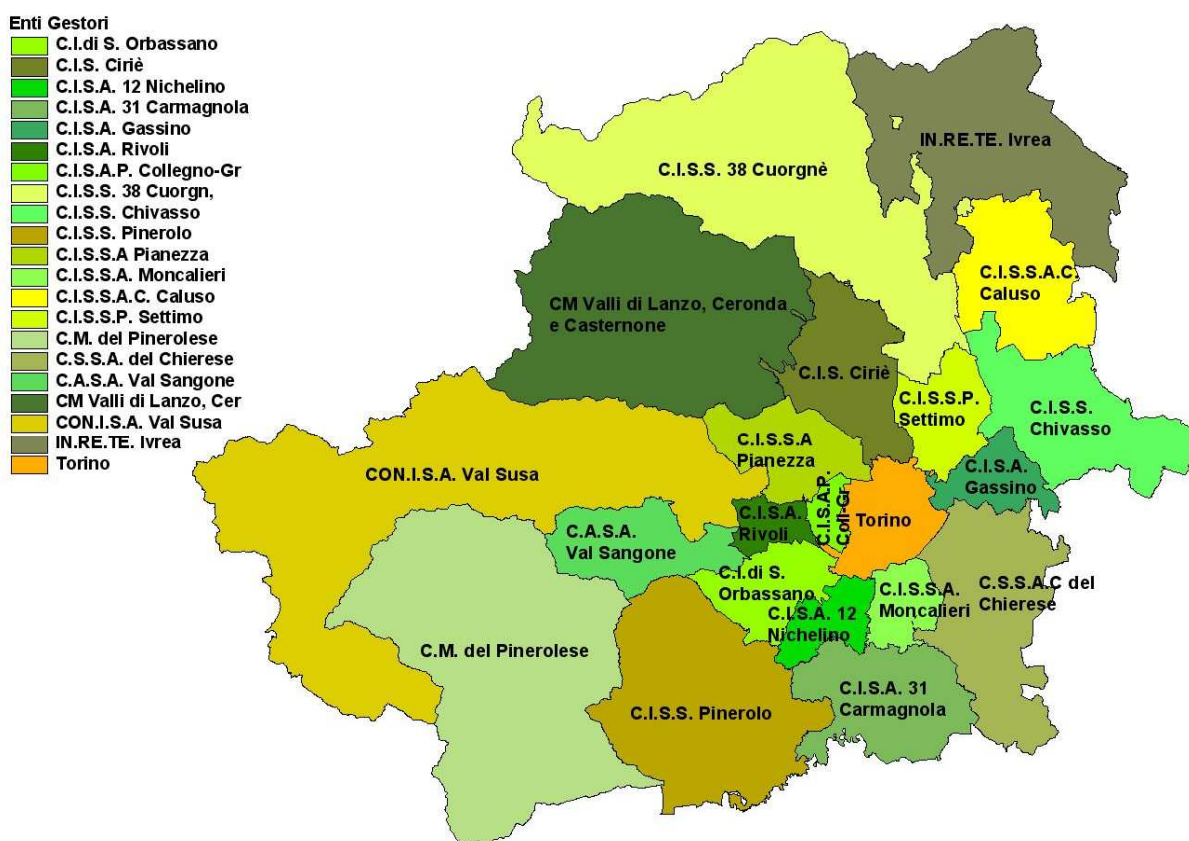 Enti Gestori
C.I.di S. Orbassano
C.I.S. Ciriè
C.I.S.A. 12 Nichelino
C.I.S.A. 31 Carmagnola
C.I.S.A. Gassino
C.I.S.A. Rivoli
C.I.S.A.P. Collegno-Gr
C.I.S.S. 38 Cuorgn,
C.I.S.S. Chivasso
C.I.S.S. Pinerolo
C.I.S.S.A Pianezza
C.I.S.S.A. Moncalieri
C.I.S.S.A.C. Caluso
C.I.S.S.P. Settimo
C.M. del Pinerolese
C.S.S.A. del Chierese
C.A.S.A. Val Sangone
CM Valli di Lanzo, Cer
CON.I.S.A. Val Susa
IN.RE.TE. Ivrea
Torino
IN.RE.TE. Ivrea
C.I.S.S. 38 Cuorgnè
C.I.S.S.A.C.
Caluso
CM Valli di Lanzo, Ceronda
e Casternone
C.I.S. Ciriè
C.I.S.S.P.
Settimo
C.I.S.S.
Chivasso
C.I.S.S.A
Pianezza
C.I.S.A.
Gassino
CON.I.S.A. Val Susa
C.I.S.A.P.
Coll-Gr
C.I.S.A.
Rivoli
Torino
C.A.S.A.
Val Sangone
C.I.di S.
Orbassano
C.S.S.A.C del
Chierese
C.I.S.S.A.
Moncalieri
C.I.S.A. 12
Nichelino
C.M. del Pinerolese
C.I.S.A. 31
Carmagnola
C.I.S.S. Pinerolo